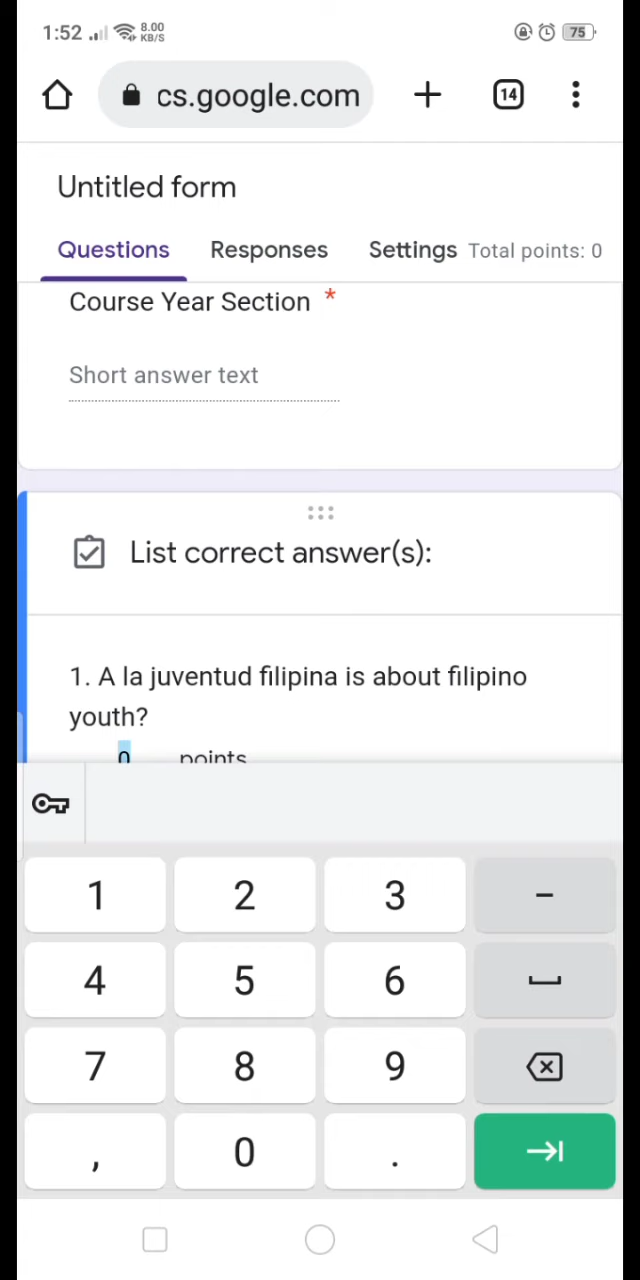 1:52 8.00 KB/S 75
cs.google.com 14
Untitled form
Questions Responses Settings Total points: 0
Course Year Section *
Short answer text
List correct answer(s):
1. A la juventud filipina is about filipino
youth?
0 points
1 2 3 -
4 5 6
7 8 9
, 0 .